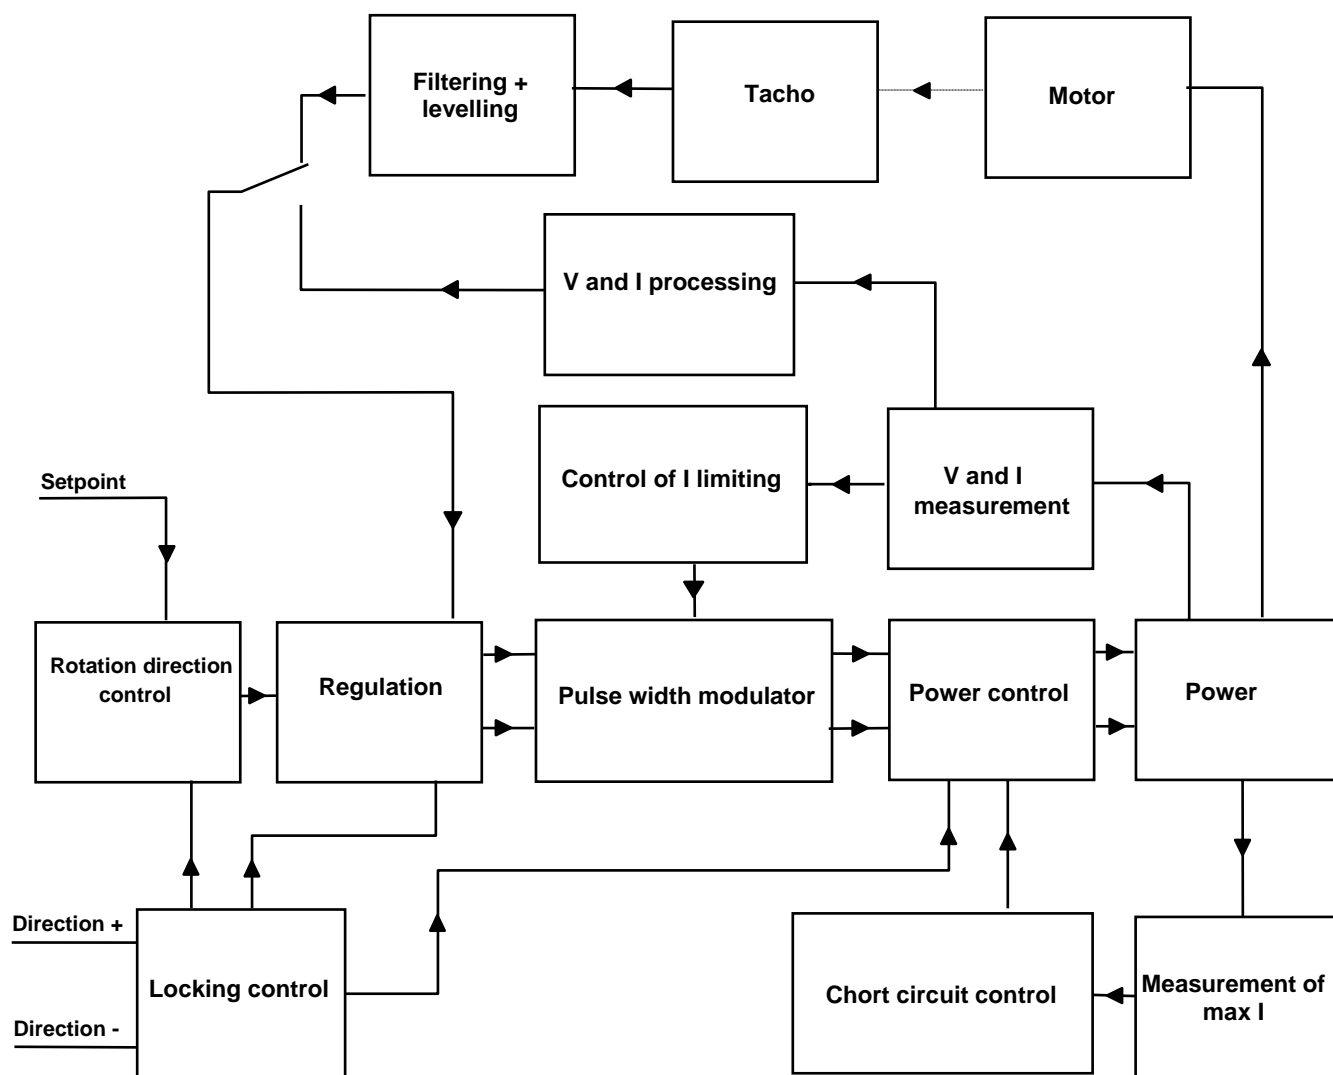 Filtering +
levelling
Tacho
Motor
V and I processing
Control of I limiting
V and I
measurement
Setpoint
Rotation direction
control
Regulation
Pulse width modulator
Power control
Power
Direction +
Locking control
Direction -
Chort circuit control
Measurement of
max I